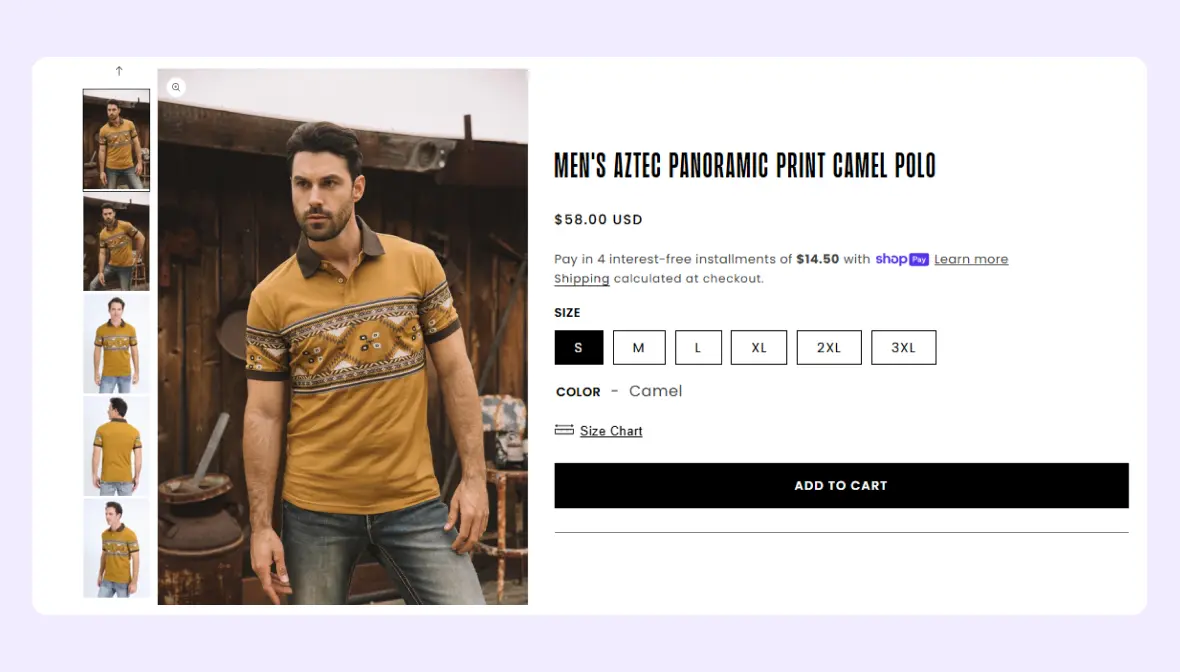 MEN'S AZTEC PANORAMIC PRINT CAMEL POLO
$58.00 USD
Pay in 4 interest-free installments of $14.50 with shop Pay Learn more
Shipping calculated at checkout.
SIZE
S M L XL 2XL 3XL
COLOR - Camel
Size Chart
ADD TO CART